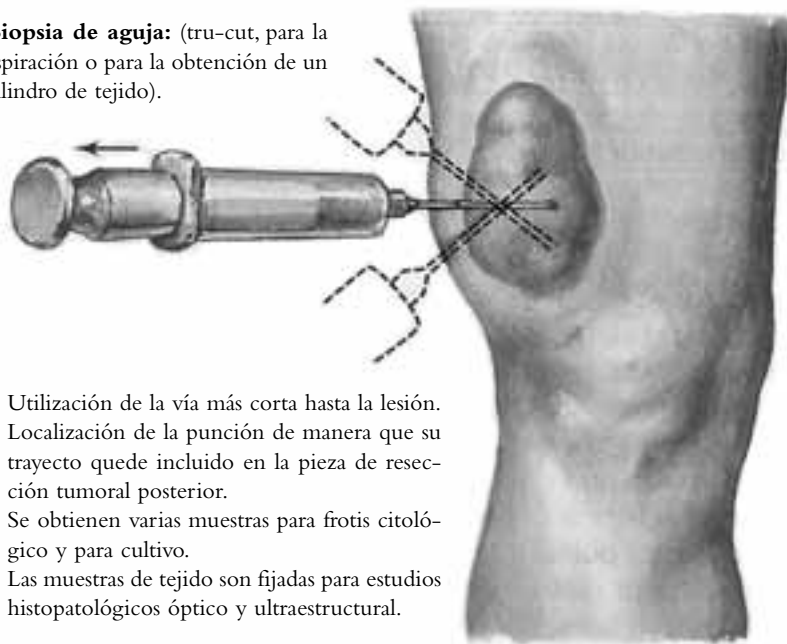 Biopsia de aguja: (tru-cut, para la
spiración o para la obtención de un
ilindro de tejido).
Utilización de la vía más corta hasta la lesión.
Localización de la punción de manera que su
trayecto quede incluido en la pieza de resec-
ción tumoral posterior.
Se obtienen varias muestras para frotis citoló-
gico y para cultivo.
Las muestras de tejido son fijadas para estudios
histopatológicos óptico y ultraestructural.